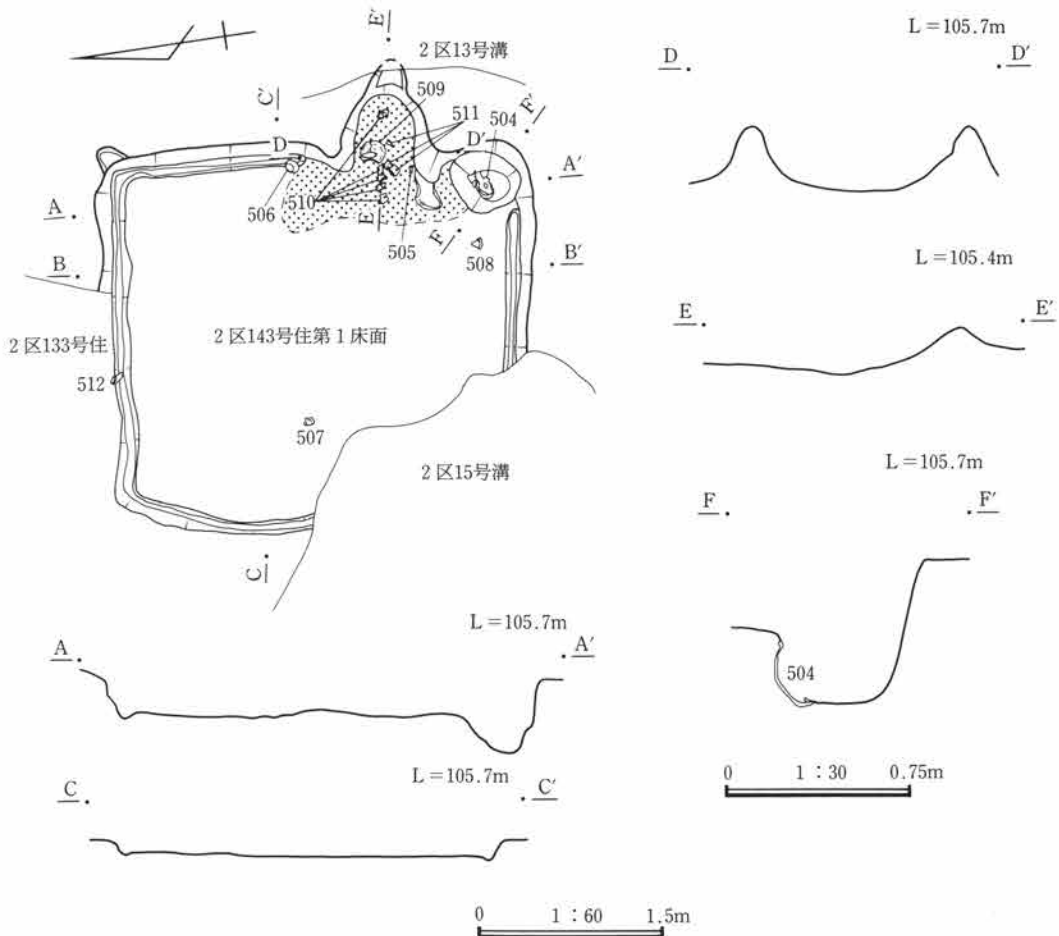 E′
2区13号溝
509
511
504
C′
F′
D
D′
A′
506
510
E
505
F
508
B′
A
B
2区133号住
2区143号住第1床面
512
507
2区15号溝
C
L=105.7m
A
A′
L=105.7m
C
C′
0 1:60 1.5m
L=105.7m
D
D′
L=105.4m
E
E′
L=105.7m
F
F′
504
0 1:30 0.75m